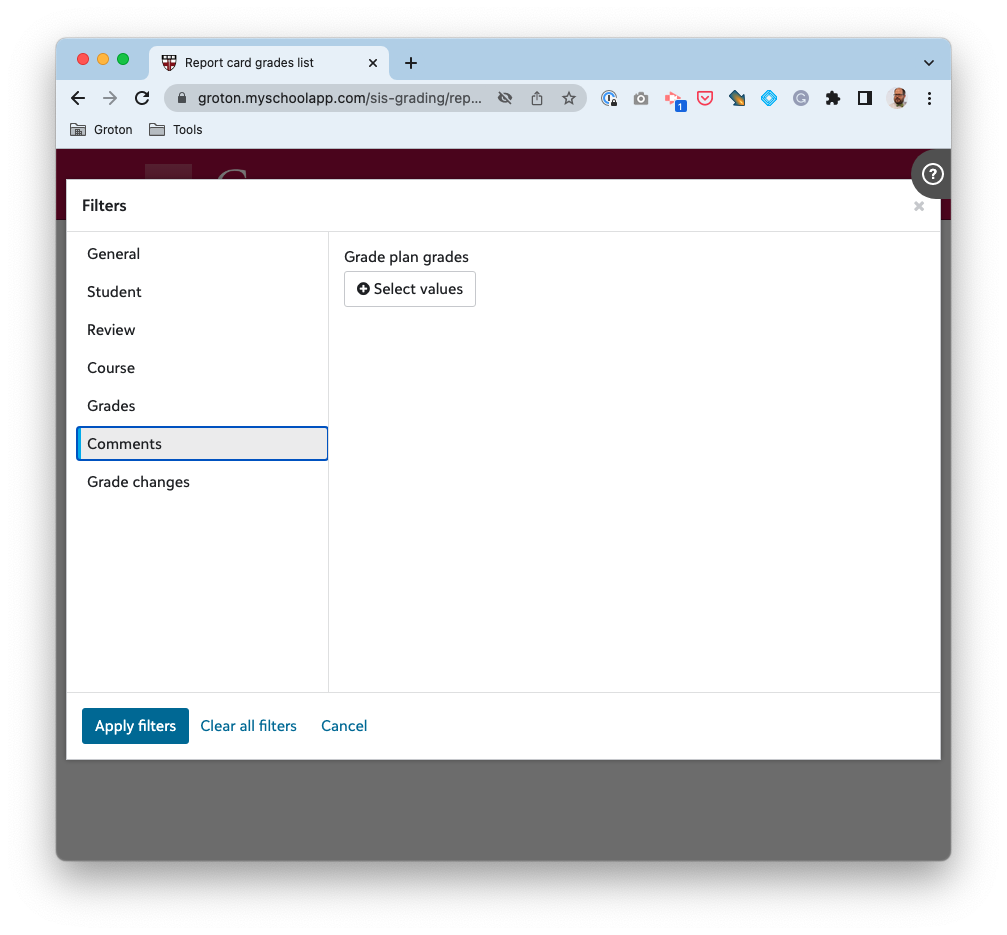 Report card grades list
groton.myschoolapp.com/sis-grading/rep...
1
Groton
Tools
Filters
General
Student
Review
Course
Grades
Comments
Grade changes
Grade plan grades
Select values
Apply filters
Clear all filters
Cancel